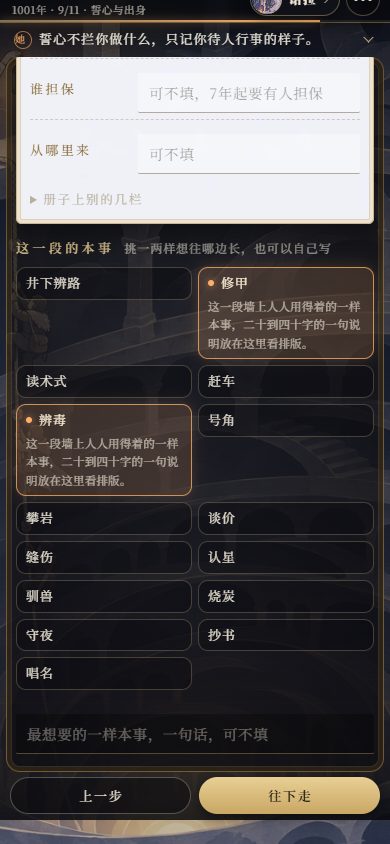 1001年 · 9/11 · 誓心与出身
誓心不拦你做什么，只记你待人行事的样子。
谁担保
可不填，7年起要有人担保
从哪里来
可不填
▶ 册子上别的几栏
这一段的本事 挑一两样想往哪边长，也可以自己写
井下辨路
修甲
这一段墙上人人用得着的一样
本事，二十到四十字的一句说
明放在这里看排版。
读术式
赶车
辨毒
这一段墙上人人用得着的一样
本事，二十到四十字的一句说
明放在这里看排版。
号角
攀岩
谈价
缝伤
认星
驯兽
烧炭
守夜
抄书
唱名
最想要的一样本事，一句话，可不填
上一步
往下走